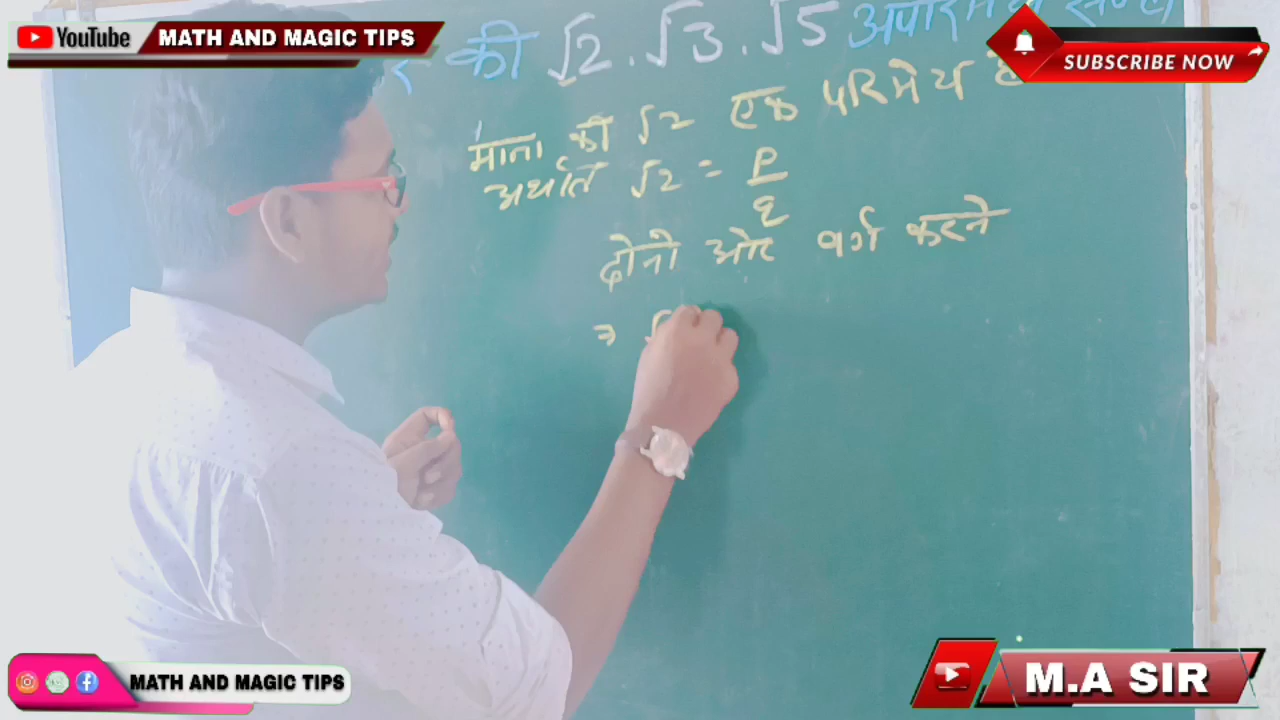 YouTube MATH AND MAGIC TIPS
SUBSCRIBE NOW
की √2 . √3 . √5 अपरिमेय
माना की √2 एक परिमेय है
अर्थात √2 = P/q
दोनो ओर वर्ग करने
⇒
MATH AND MAGIC TIPS
M.A SIR